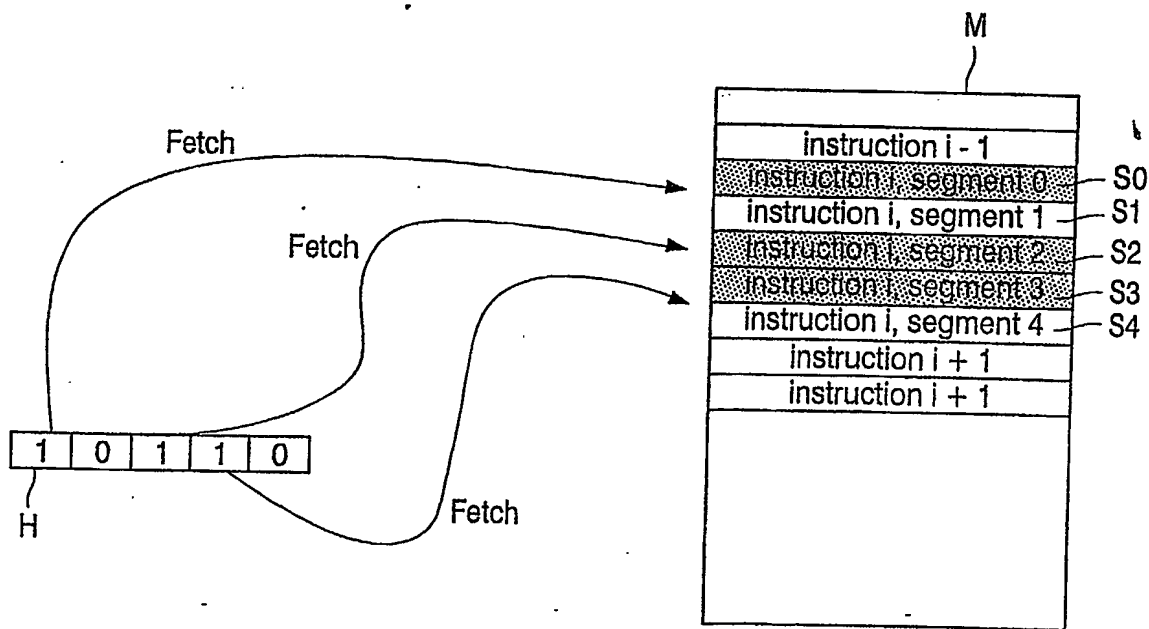 M
Fetch
instruction i - 1
instruction i, segment 0
S0
instruction i, segment 1
S1
Fetch
instruction i, segment 2
S2
instruction i, segment 3
S3
instruction i, segment 4
S4
instruction i + 1
instruction i + 1
1 0 1 1 0
Fetch
H